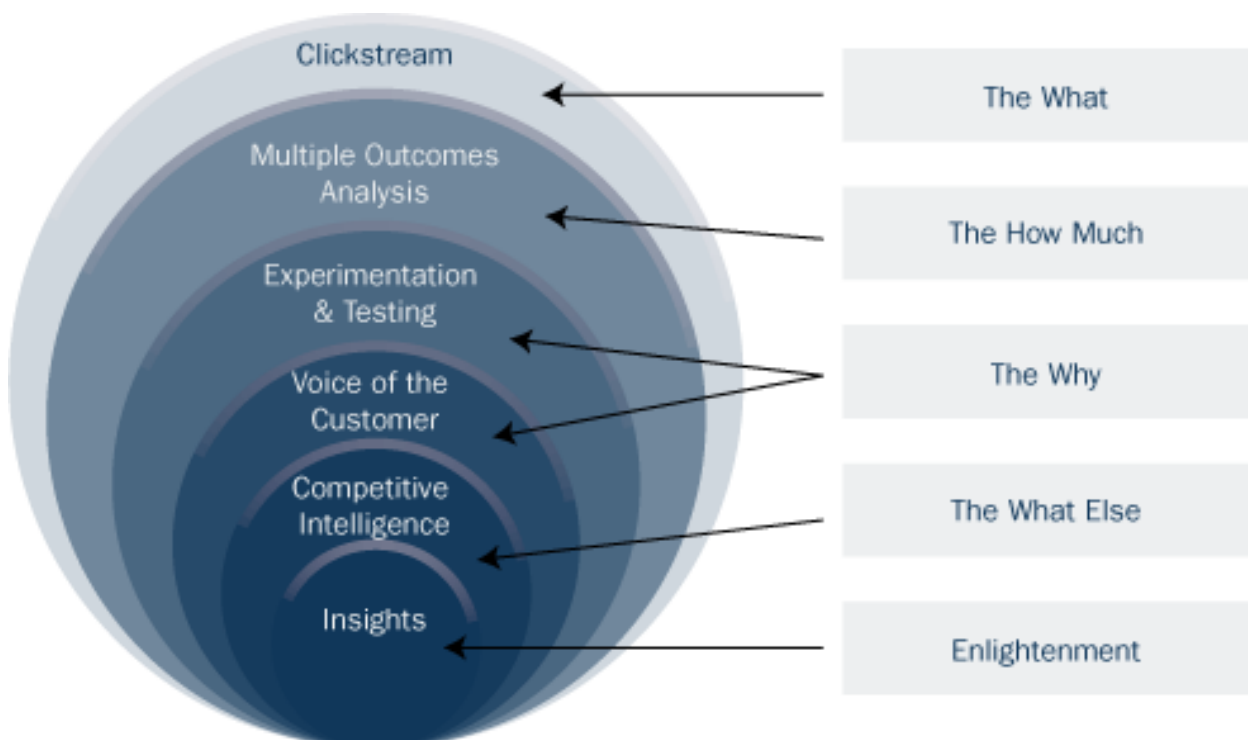 Clickstream
Multiple Outcomes
Analysis
Experimentation
& Testing
Voice of the
Customer
Competitive
Intelligence
Insights
The What
The How Much
The Why
The What Else
Enlightenment